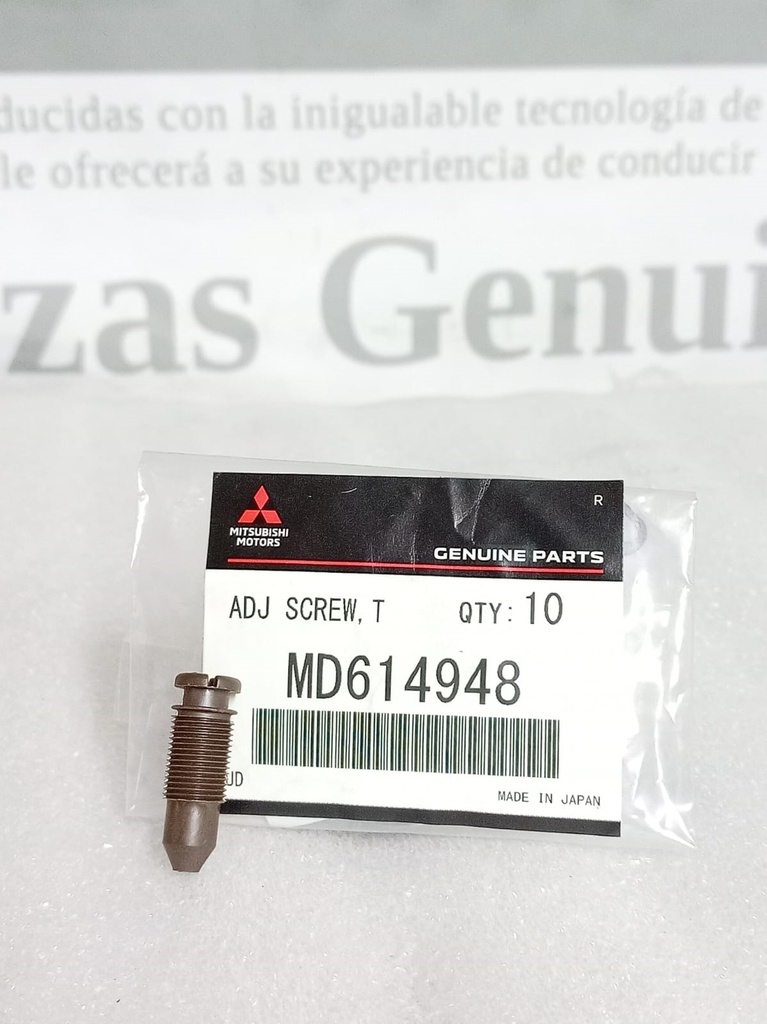 ducidas con la inigualable tecnología de
le ofrecerá a su experiencia de conducir
zas Genui
R
MITSUBISHI
MOTORS
GENUINE PARTS
ADJ SCREW,T QTY: 10
MD614948
UD
MADE IN JAPAN